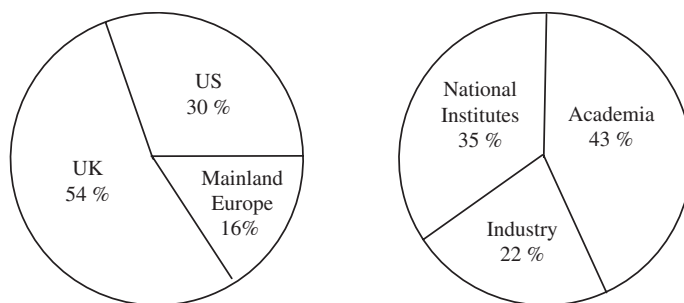 US
30 %
UK
54 %
Mainland
Europe
16%
National
Institutes
35 %
Academia
43 %
Industry
22 %